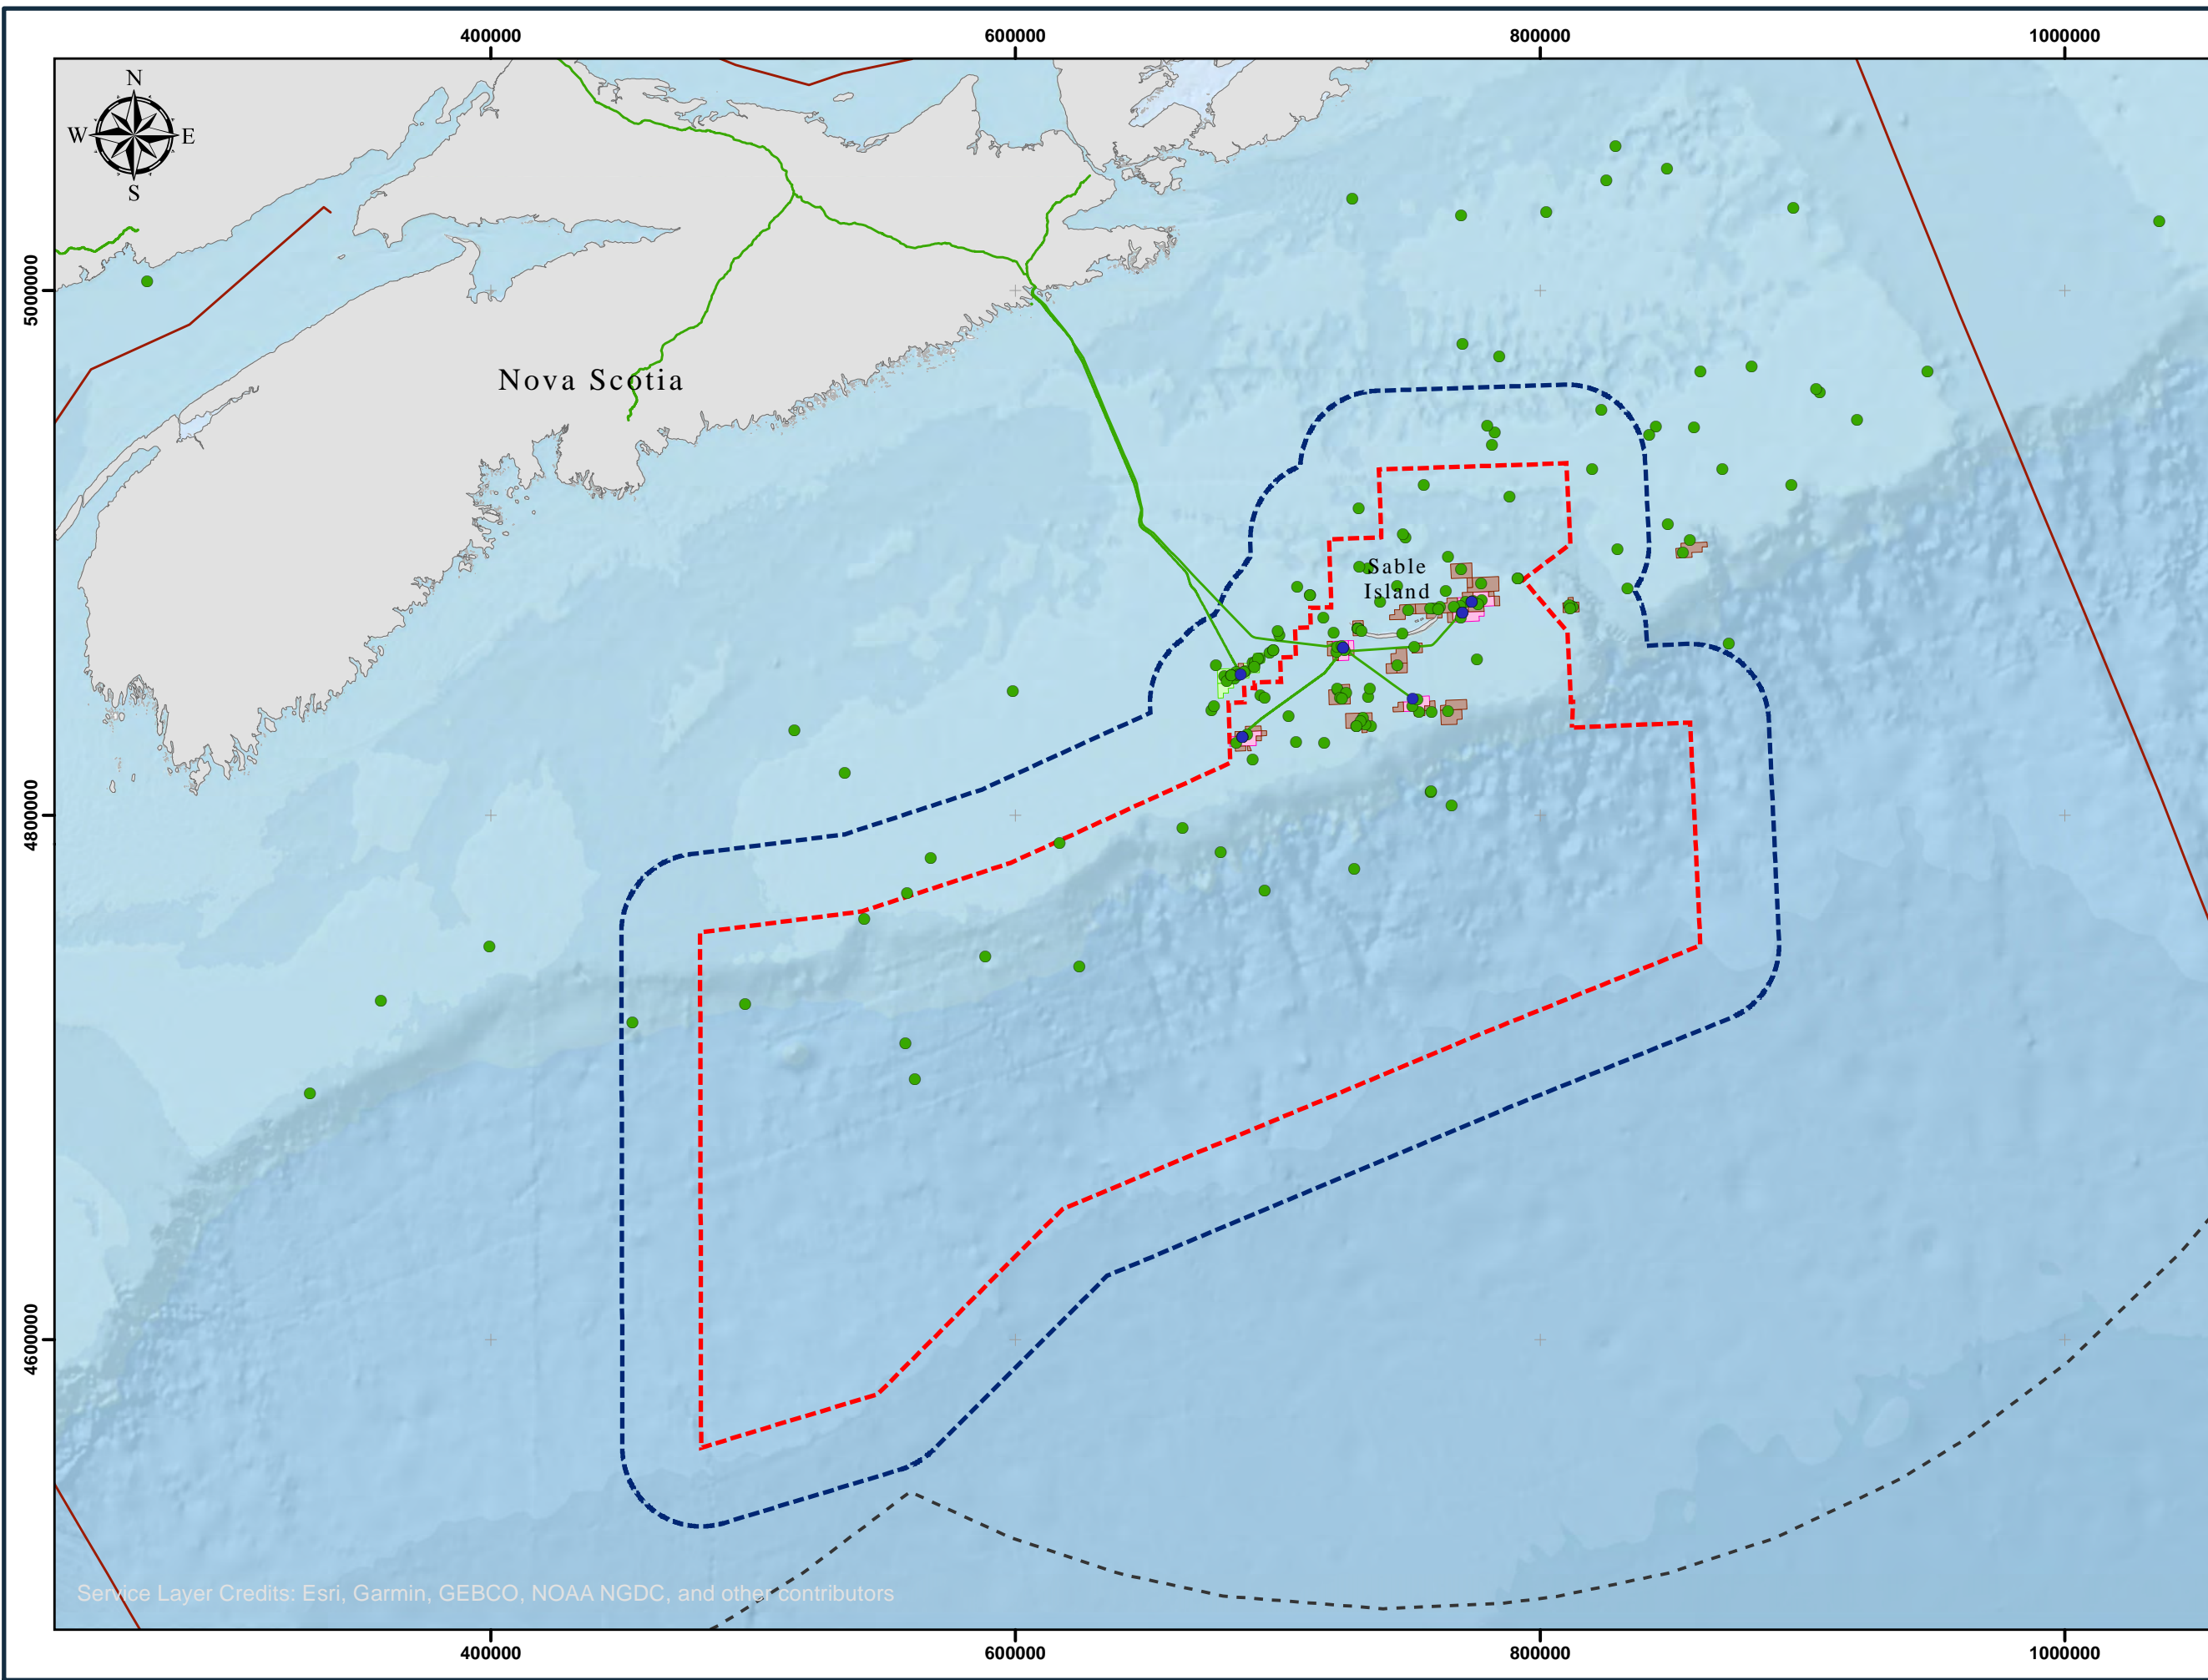 400000 600000 800000 1000000
N
W E
S
5000000
Nova Scotia
Sable
Island
4800000
4600000
Service Layer Credits: Esri, Garmin, GEBCO, NOAA NGDC, and other contributors
400000 600000 800000 1000000